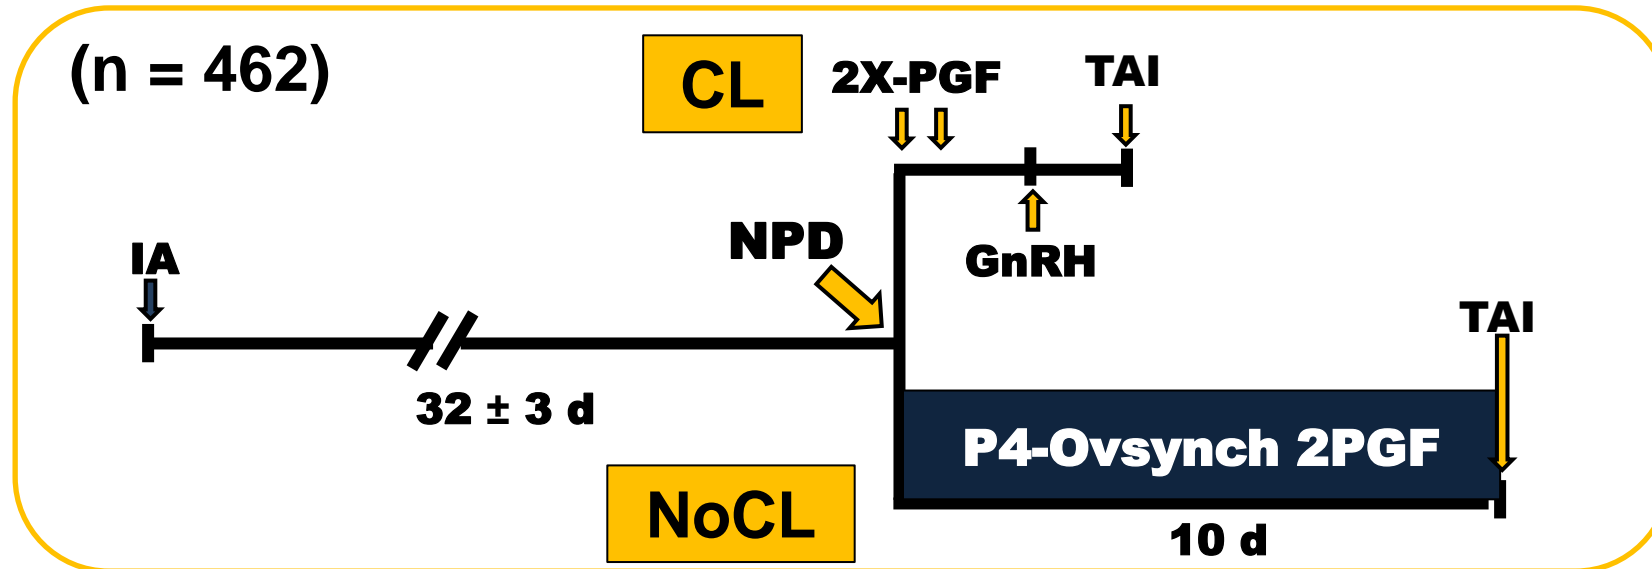 (n = 462)
CL
2X-PGF
TAI
NPD
GnRH
IA
TAI
32 ± 3 d
P4-Ovsynch 2PGF
NoCL
10 d